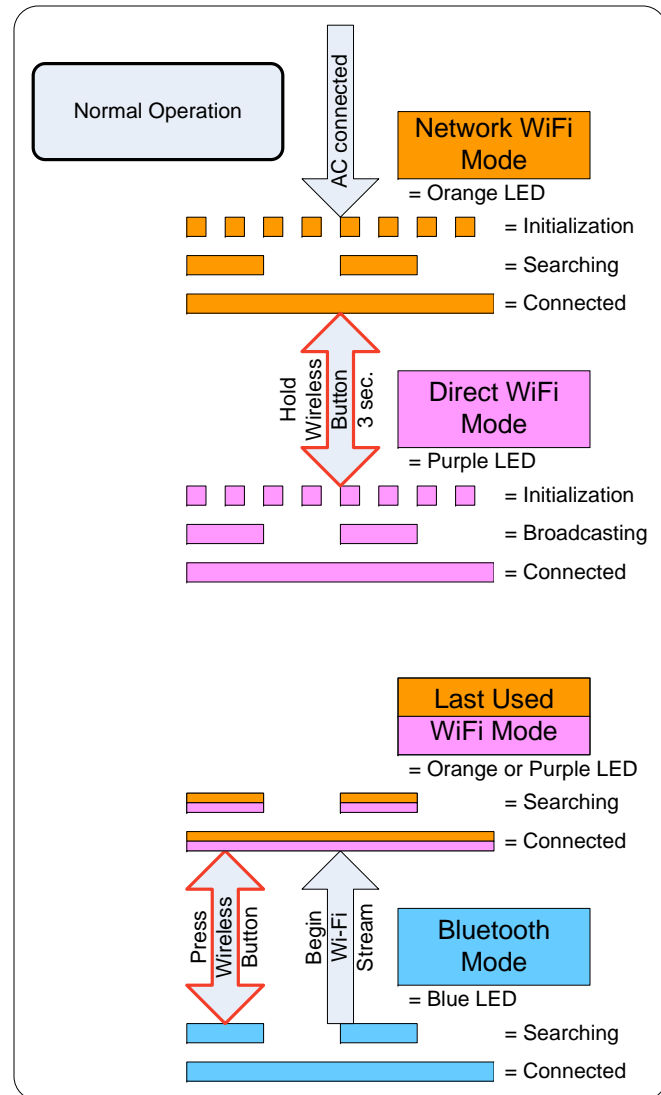 Normal Operation
AC connected
Network WiFi
Mode
= Orange LED
= Initialization
= Searching
= Connected
Hold
Wireless
Button
3 sec.
Direct WiFi
Mode
= Purple LED
= Initialization
= Broadcasting
= Connected
Last Used
WiFi Mode
= Orange or Purple LED
= Searching
= Connected
Press
Wireless
Button
Begin
Wi-Fi
Stream
Bluetooth
Mode
= Blue LED
= Searching
= Connected